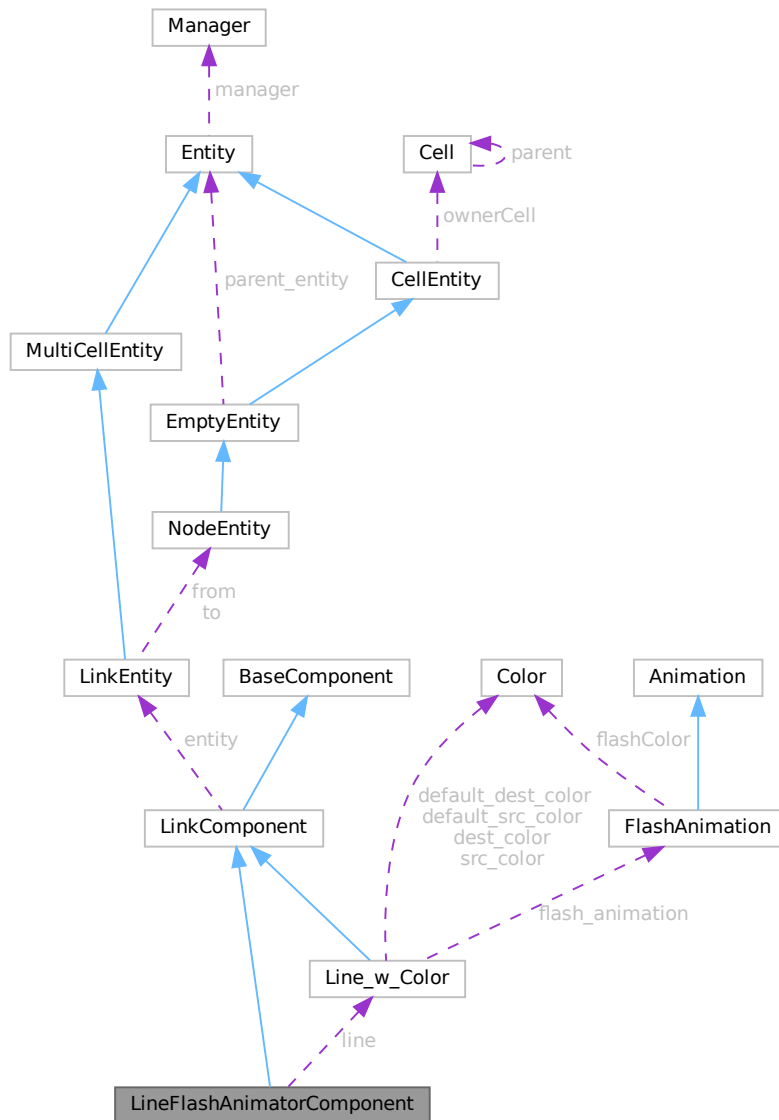 Manager
manager
Entity
Cell
parent
ownerCell
CellEntity
parent_entity
MultiCellEntity
EmptyEntity
NodeEntity
from
to
LinkEntity
BaseComponent
Color
Animation
entity
flashColor
default_dest_color
default_src_color
dest_color
src_color
LinkComponent
FlashAnimation
flash_animation
Line_w_Color
line
LineFlashAnimatorComponent